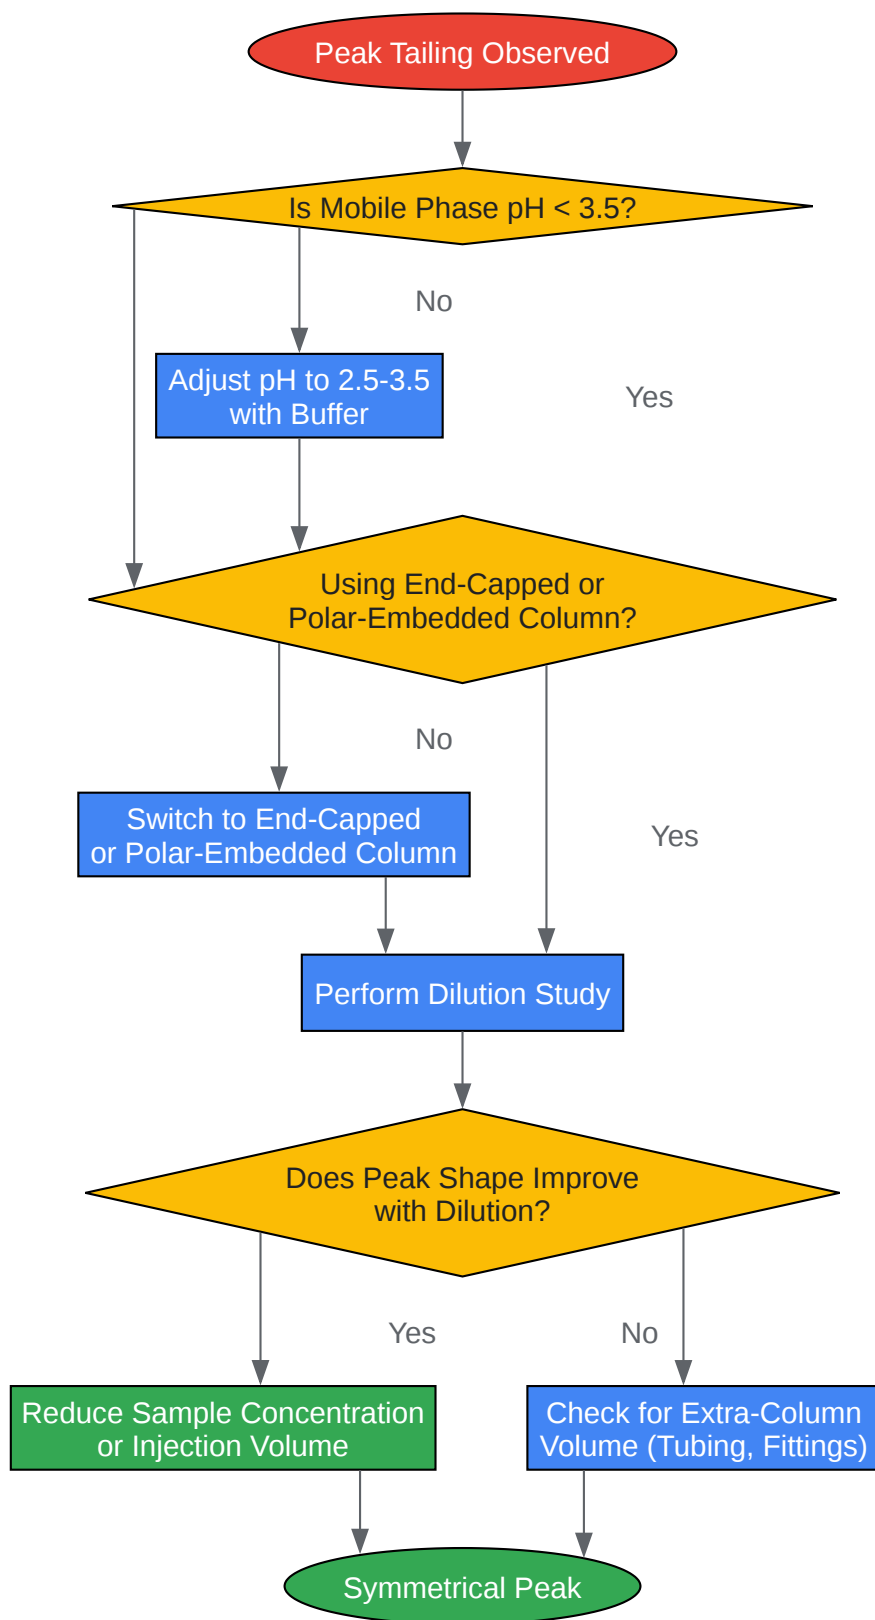 Peak Tailing Observed
Is Mobile Phase pH < 3.5?
No
Adjust pH to 2.5-3.5
with Buffer
Yes
Using End-Capped or
Polar-Embedded Column?
No
Switch to End-Capped
or Polar-Embedded Column
Yes
Perform Dilution Study
Does Peak Shape Improve
with Dilution?
Yes
No
Reduce Sample Concentration
or Injection Volume
Check for Extra-Column
Volume (Tubing, Fittings)
Symmetrical Peak